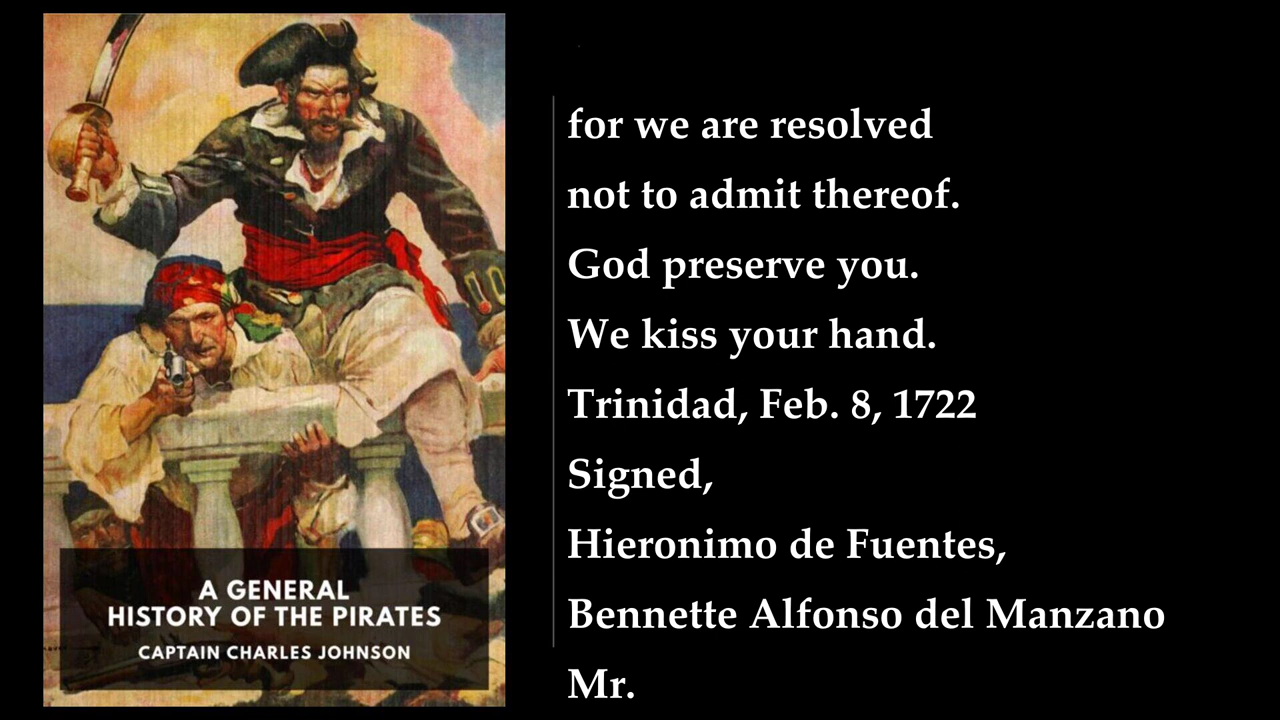 A GENERAL
HISTORY OF THE PIRATES
CAPTAIN CHARLES JOHNSON
for we are resolved
not to admit thereof.
God preserve you.
We kiss your hand.
Trinidad, Feb. 8, 1722
Signed,
Hieronimo de Fuentes,
Bennette Alfonso del Manzano
Mr.